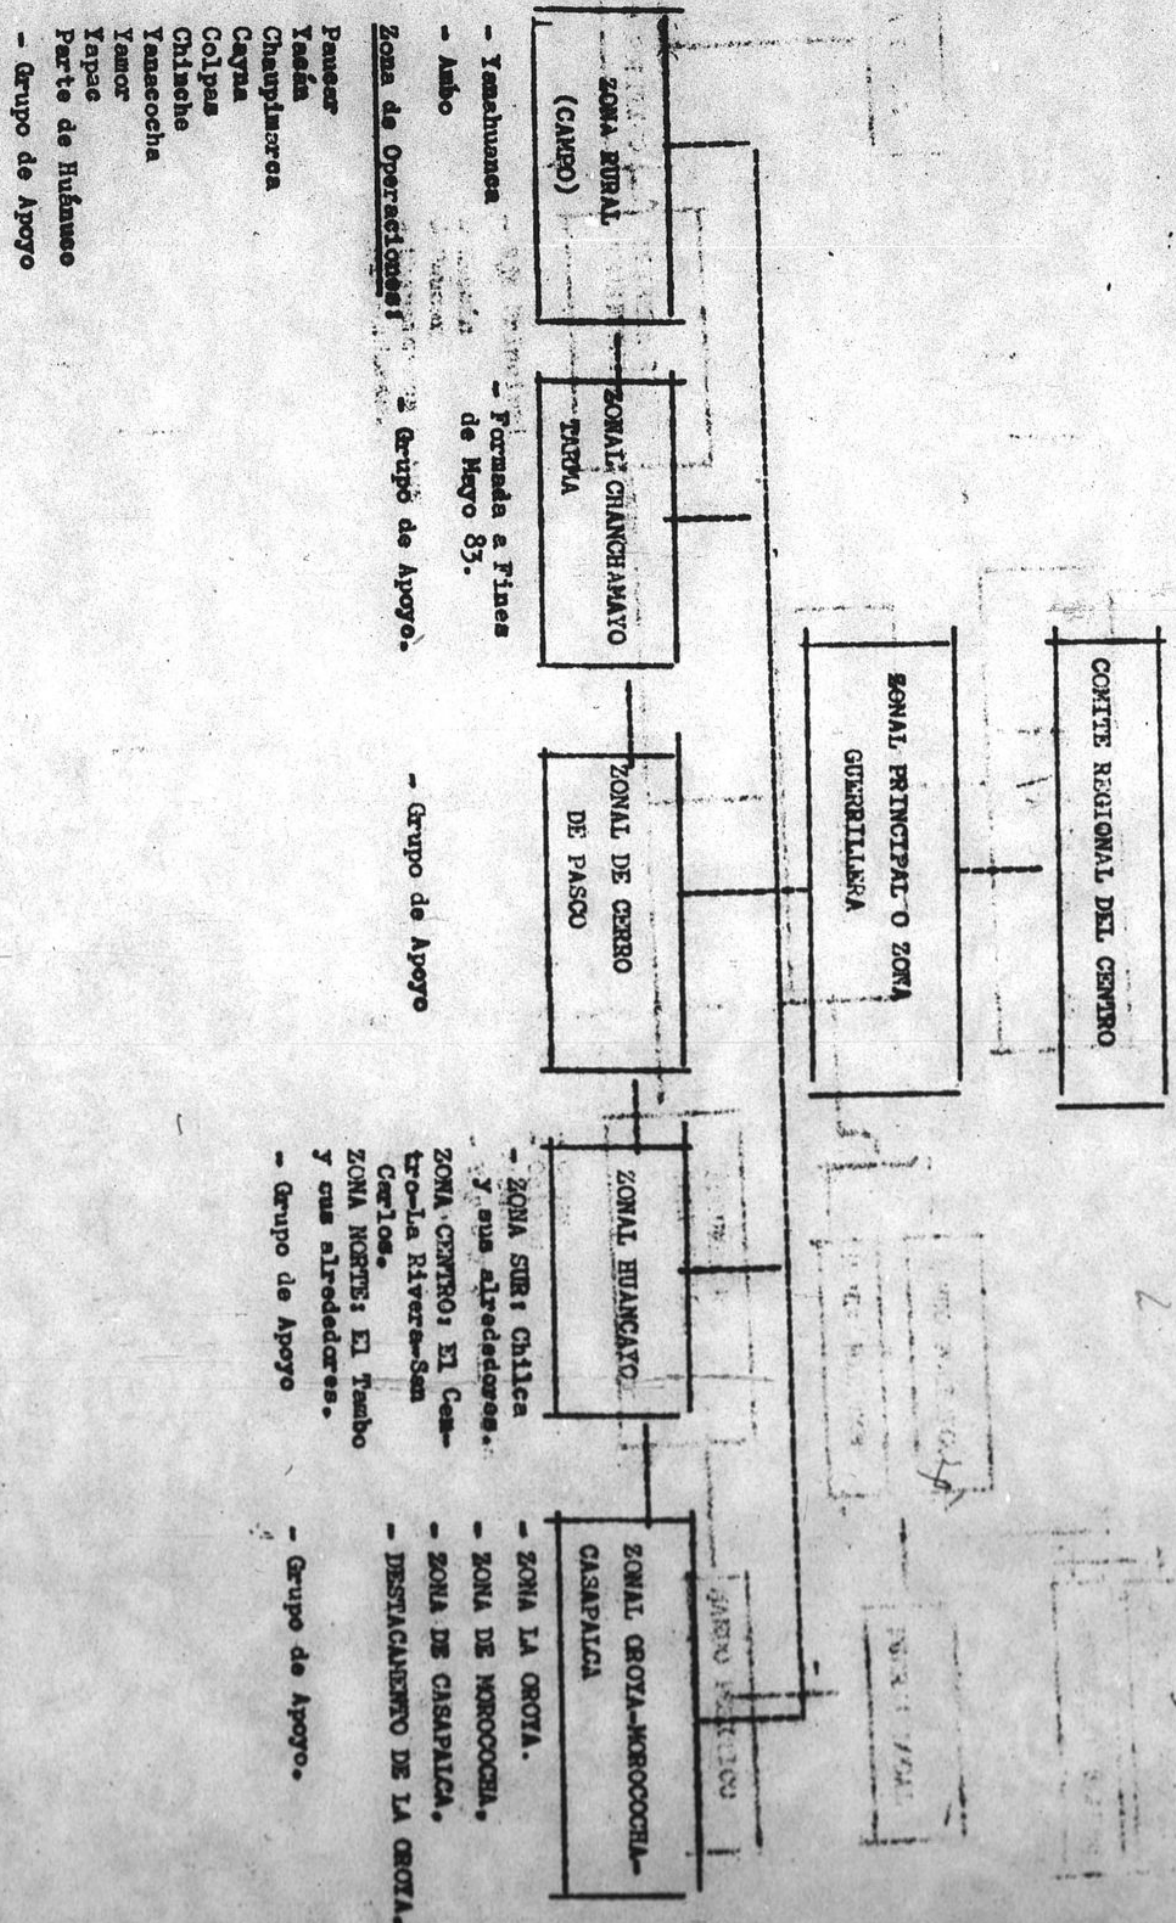 COMITE REGIONAL DEL CENTRO
ZONAL PRINCIPAL O ZONA
GUERRILLERA
ZONA RURAL
(CAMPO)
- Yanahuanca
- Ambo
Zona de Operaciones:
Paucar
Yacán
Chaupimarca
Cayna
Colpas
Chinche
Yanacocha
Yamor
Yapac
Parte de Huánuco
- Grupo de Apoyo
ZONAL CHANCHAMAYO
TARMA
- Formada a Fines
de Mayo 83.
- Grupo de Apoyo.
ZONAL DE CERRO
DE PASCO
- Grupo de Apoyo
ZONAL HUANCAYO
- ZONA SUR: Chilca
y sus alrededores.
ZONA CENTRO: El Cen-
tro-La Rivera-San
Carlos.
ZONA NORTE: El Tambo
y sus alrededores.
- Grupo de Apoyo
ZONAL OROYA-MOROCOCHA-
CASAPALCA
- ZONA LA OROYA.
- ZONA DE MOROCOCHA.
- ZONA DE CASAPALCA.
- DESTACAMENTO DE LA OROYA.
- Grupo de Apoyo.